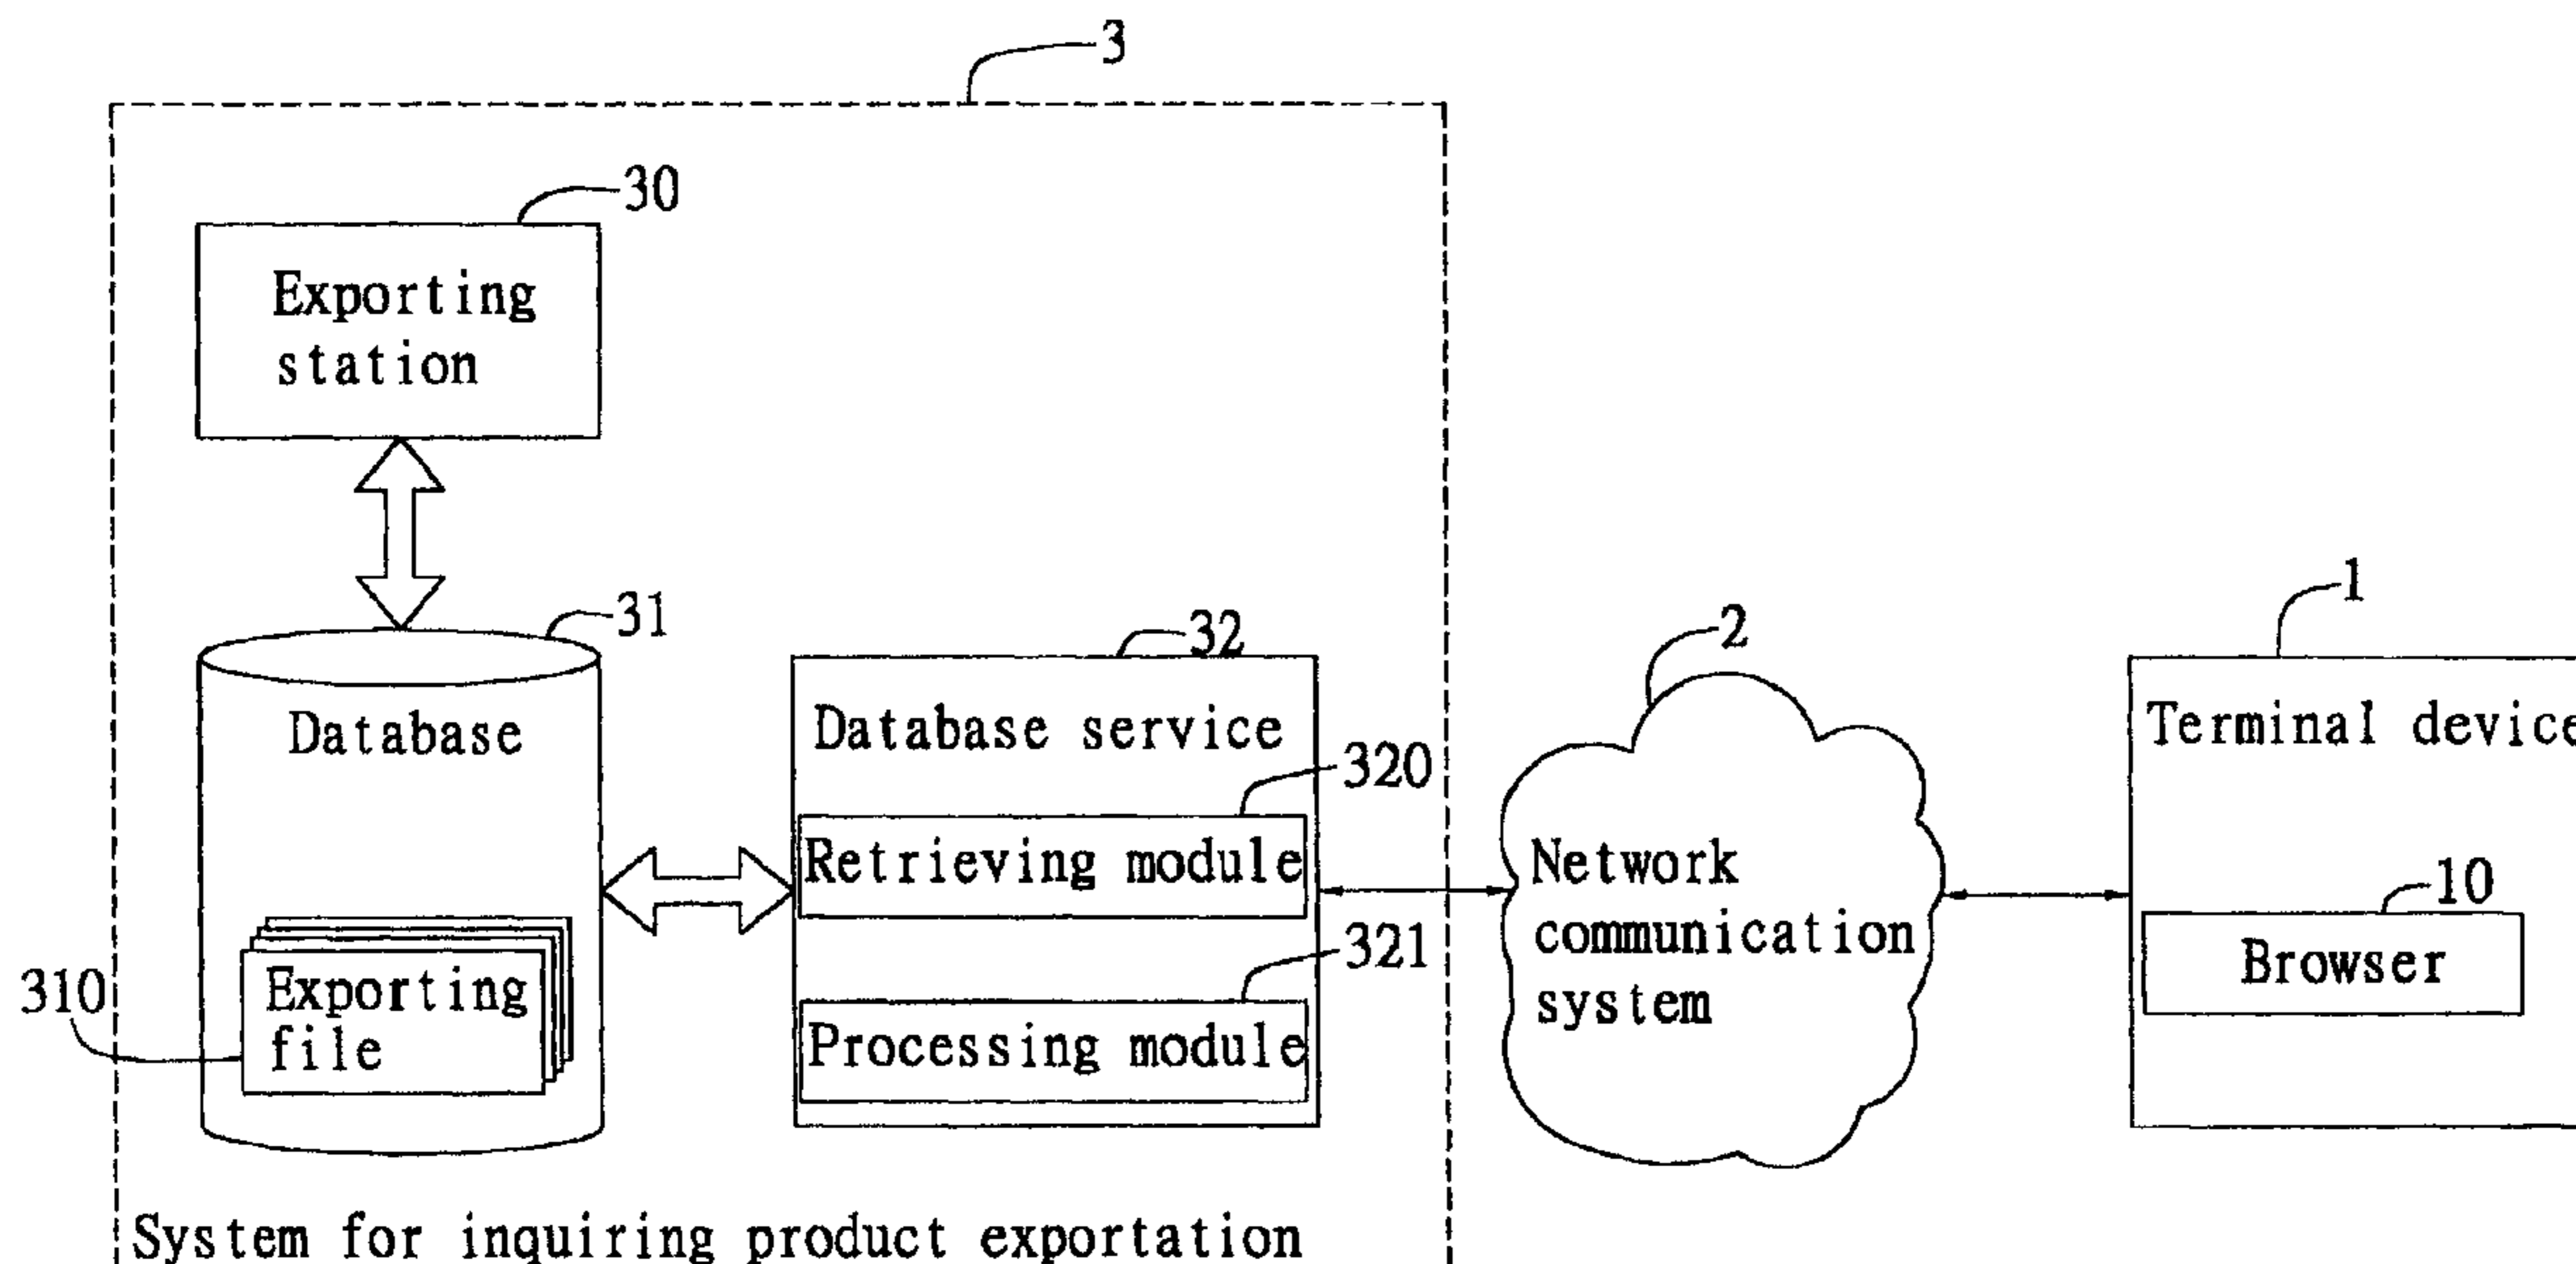 3
30
Exporting
station
31
Database
310
Exporting
file
32
Database service
320
Retrieving module
321
Processing module
2
Network
communication
system
1
Terminal device
10
Browser
System for inquiring product exportation